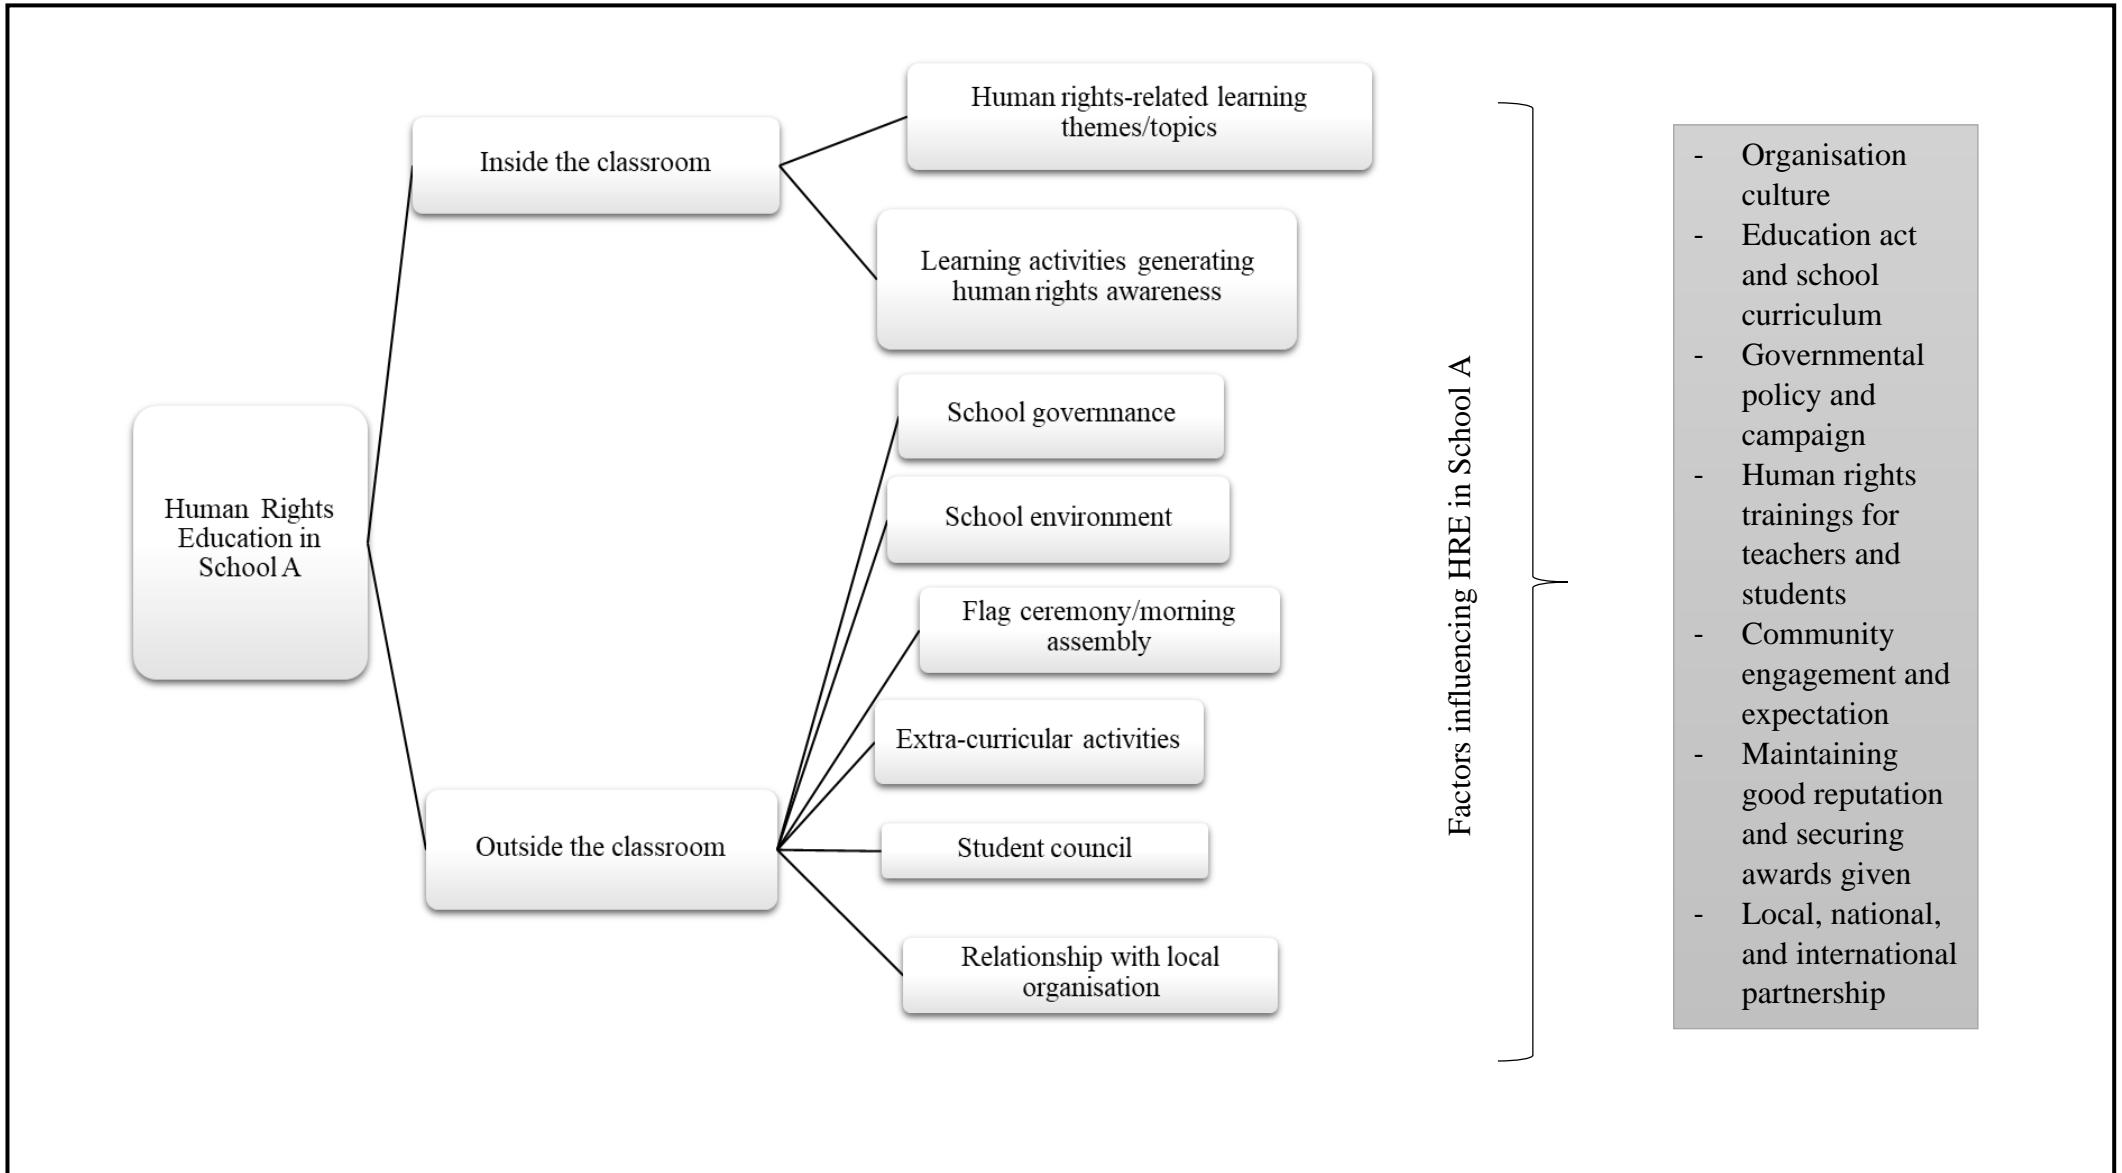 Human Rights
Education in
School A
Inside the classroom
Human rights-related learning
themes/topics
Learning activities generating
human rights awareness
Outside the classroom
School governnance
School environment
Flag ceremony/morning
assembly
Extra-curricular activities
Student council
Relationship with local
organisation
Factors influencing HRE in School A
- Organisation
culture
- Education act
and school
curriculum
- Governmental
policy and
campaign
- Human rights
trainings for
teachers and
students
- Community
engagement and
expectation
- Maintaining
good reputation
and securing
awards given
- Local, national,
and international
partnership